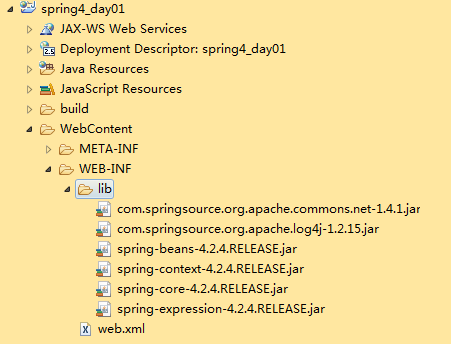 spring4_day01
JAX-WS Web Services
Deployment Descriptor: spring4_day01
2.5
Java Resources
JavaScript Resources
build
WebContent
META-INF
WEB-INF
lib
com.springsource.org.apache.commons.net-1.4.1.jar
com.springsource.org.apache.log4j-1.2.15.jar
spring-beans-4.2.4.RELEASE.jar
spring-context-4.2.4.RELEASE.jar
spring-core-4.2.4.RELEASE.jar
spring-expression-4.2.4.RELEASE.jar
X web.xml